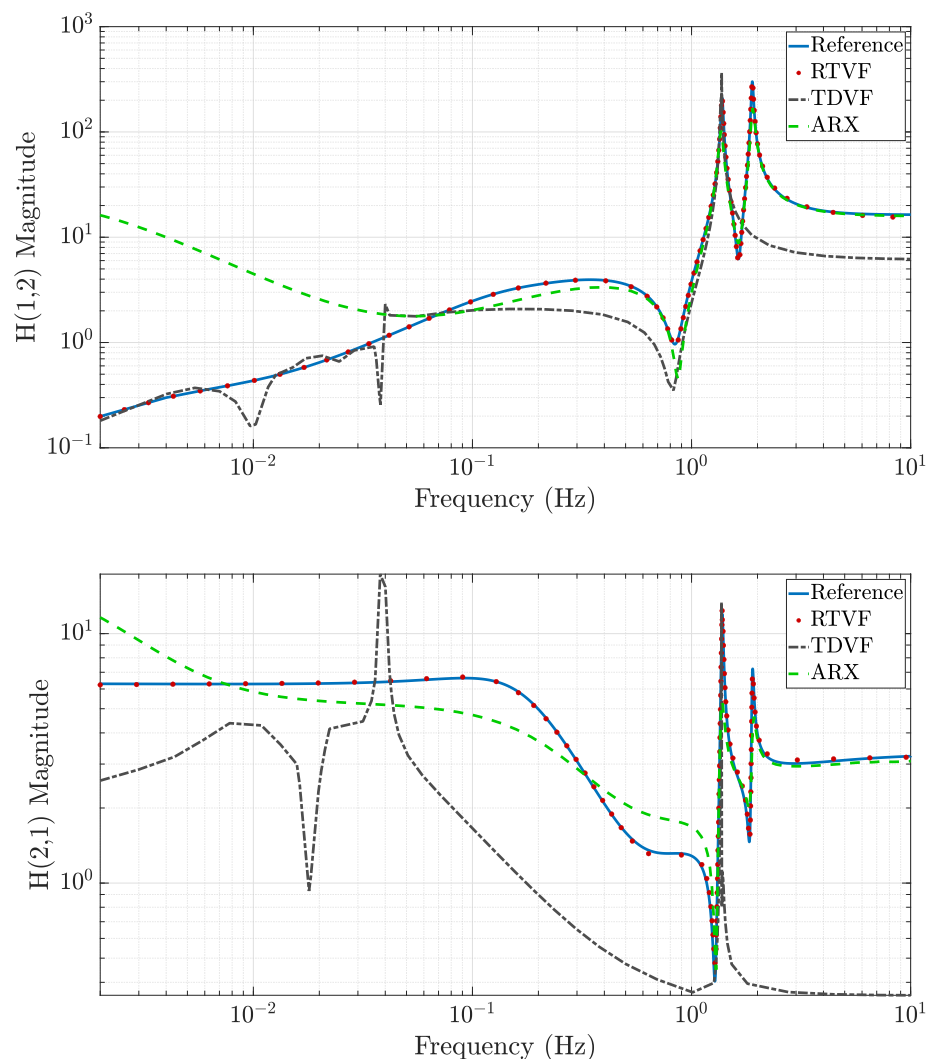 10^3
10^2
10^1
10^0
10^-1
H(1,2) Magnitude
Reference
RTVF
TDVF
ARX
10^-2
10^-1
10^0
10^1
Frequency (Hz)
10^1
10^0
H(2,1) Magnitude
Reference
RTVF
TDVF
ARX
10^-2
10^-1
10^0
10^1
Frequency (Hz)